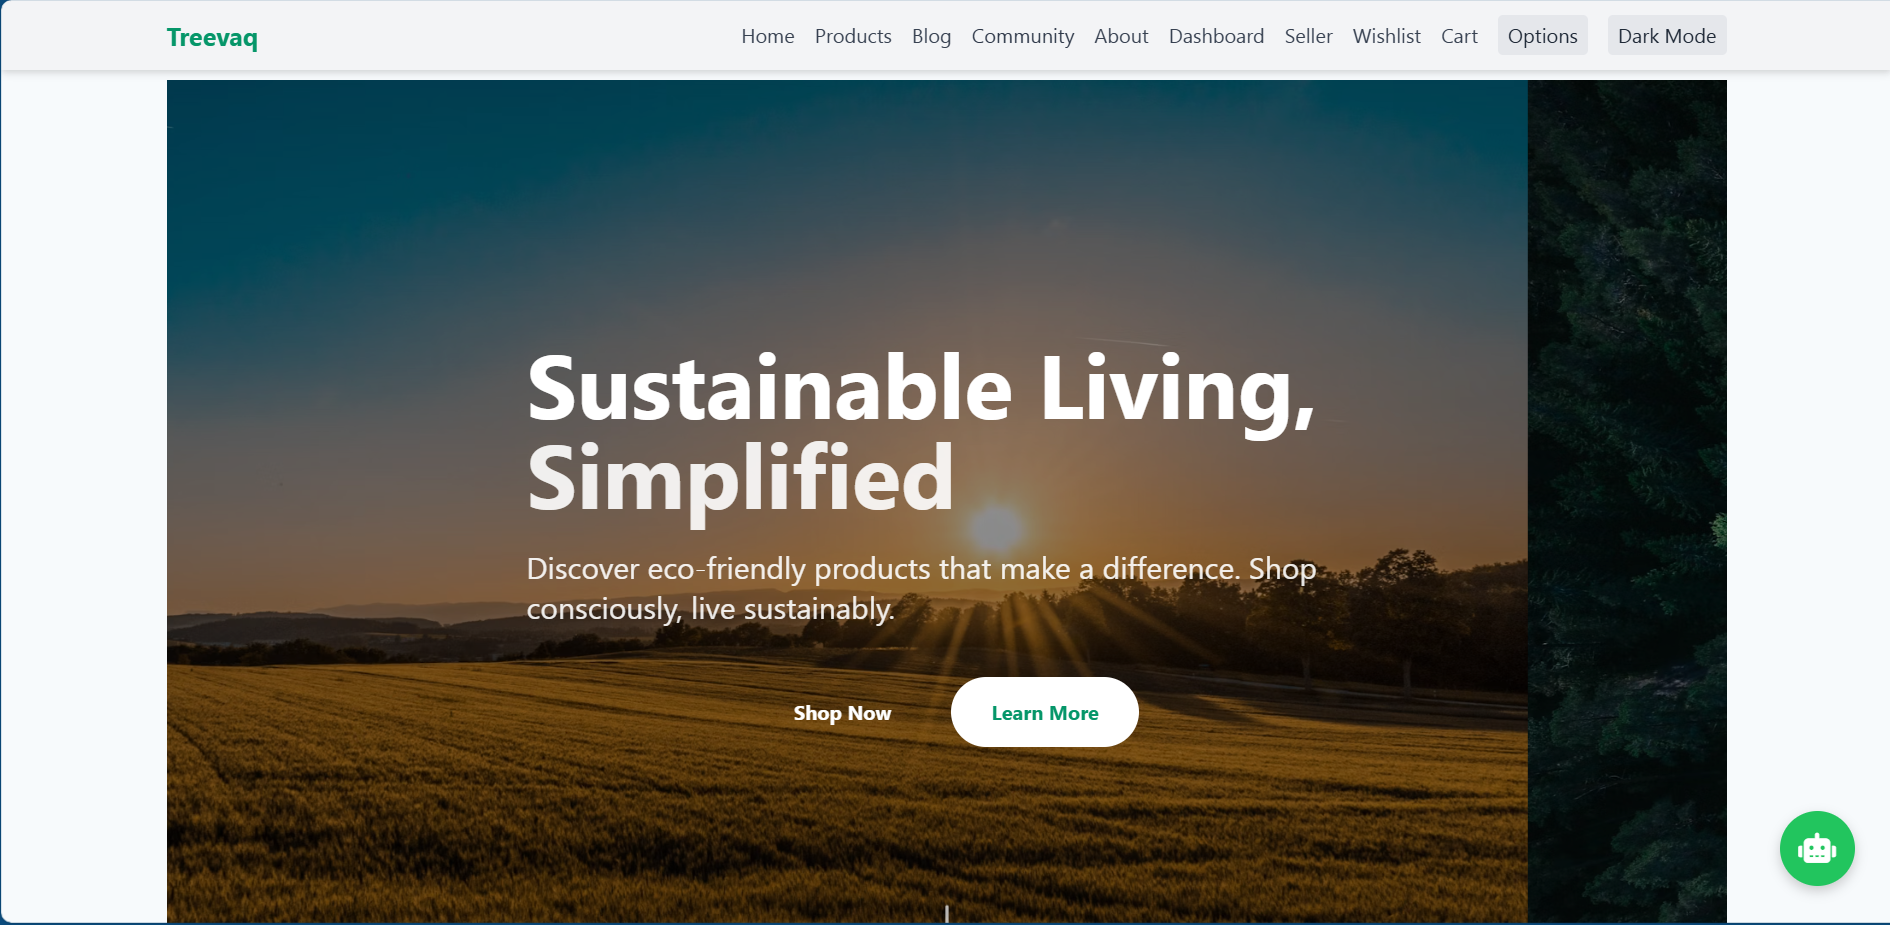 Treevaq
Home Products Blog Community About Dashboard Seller Wishlist Cart Options Dark Mode
Sustainable Living,
Simplified
Discover eco-friendly products that make a difference. Shop
consciously, live sustainably.
Shop Now Learn More